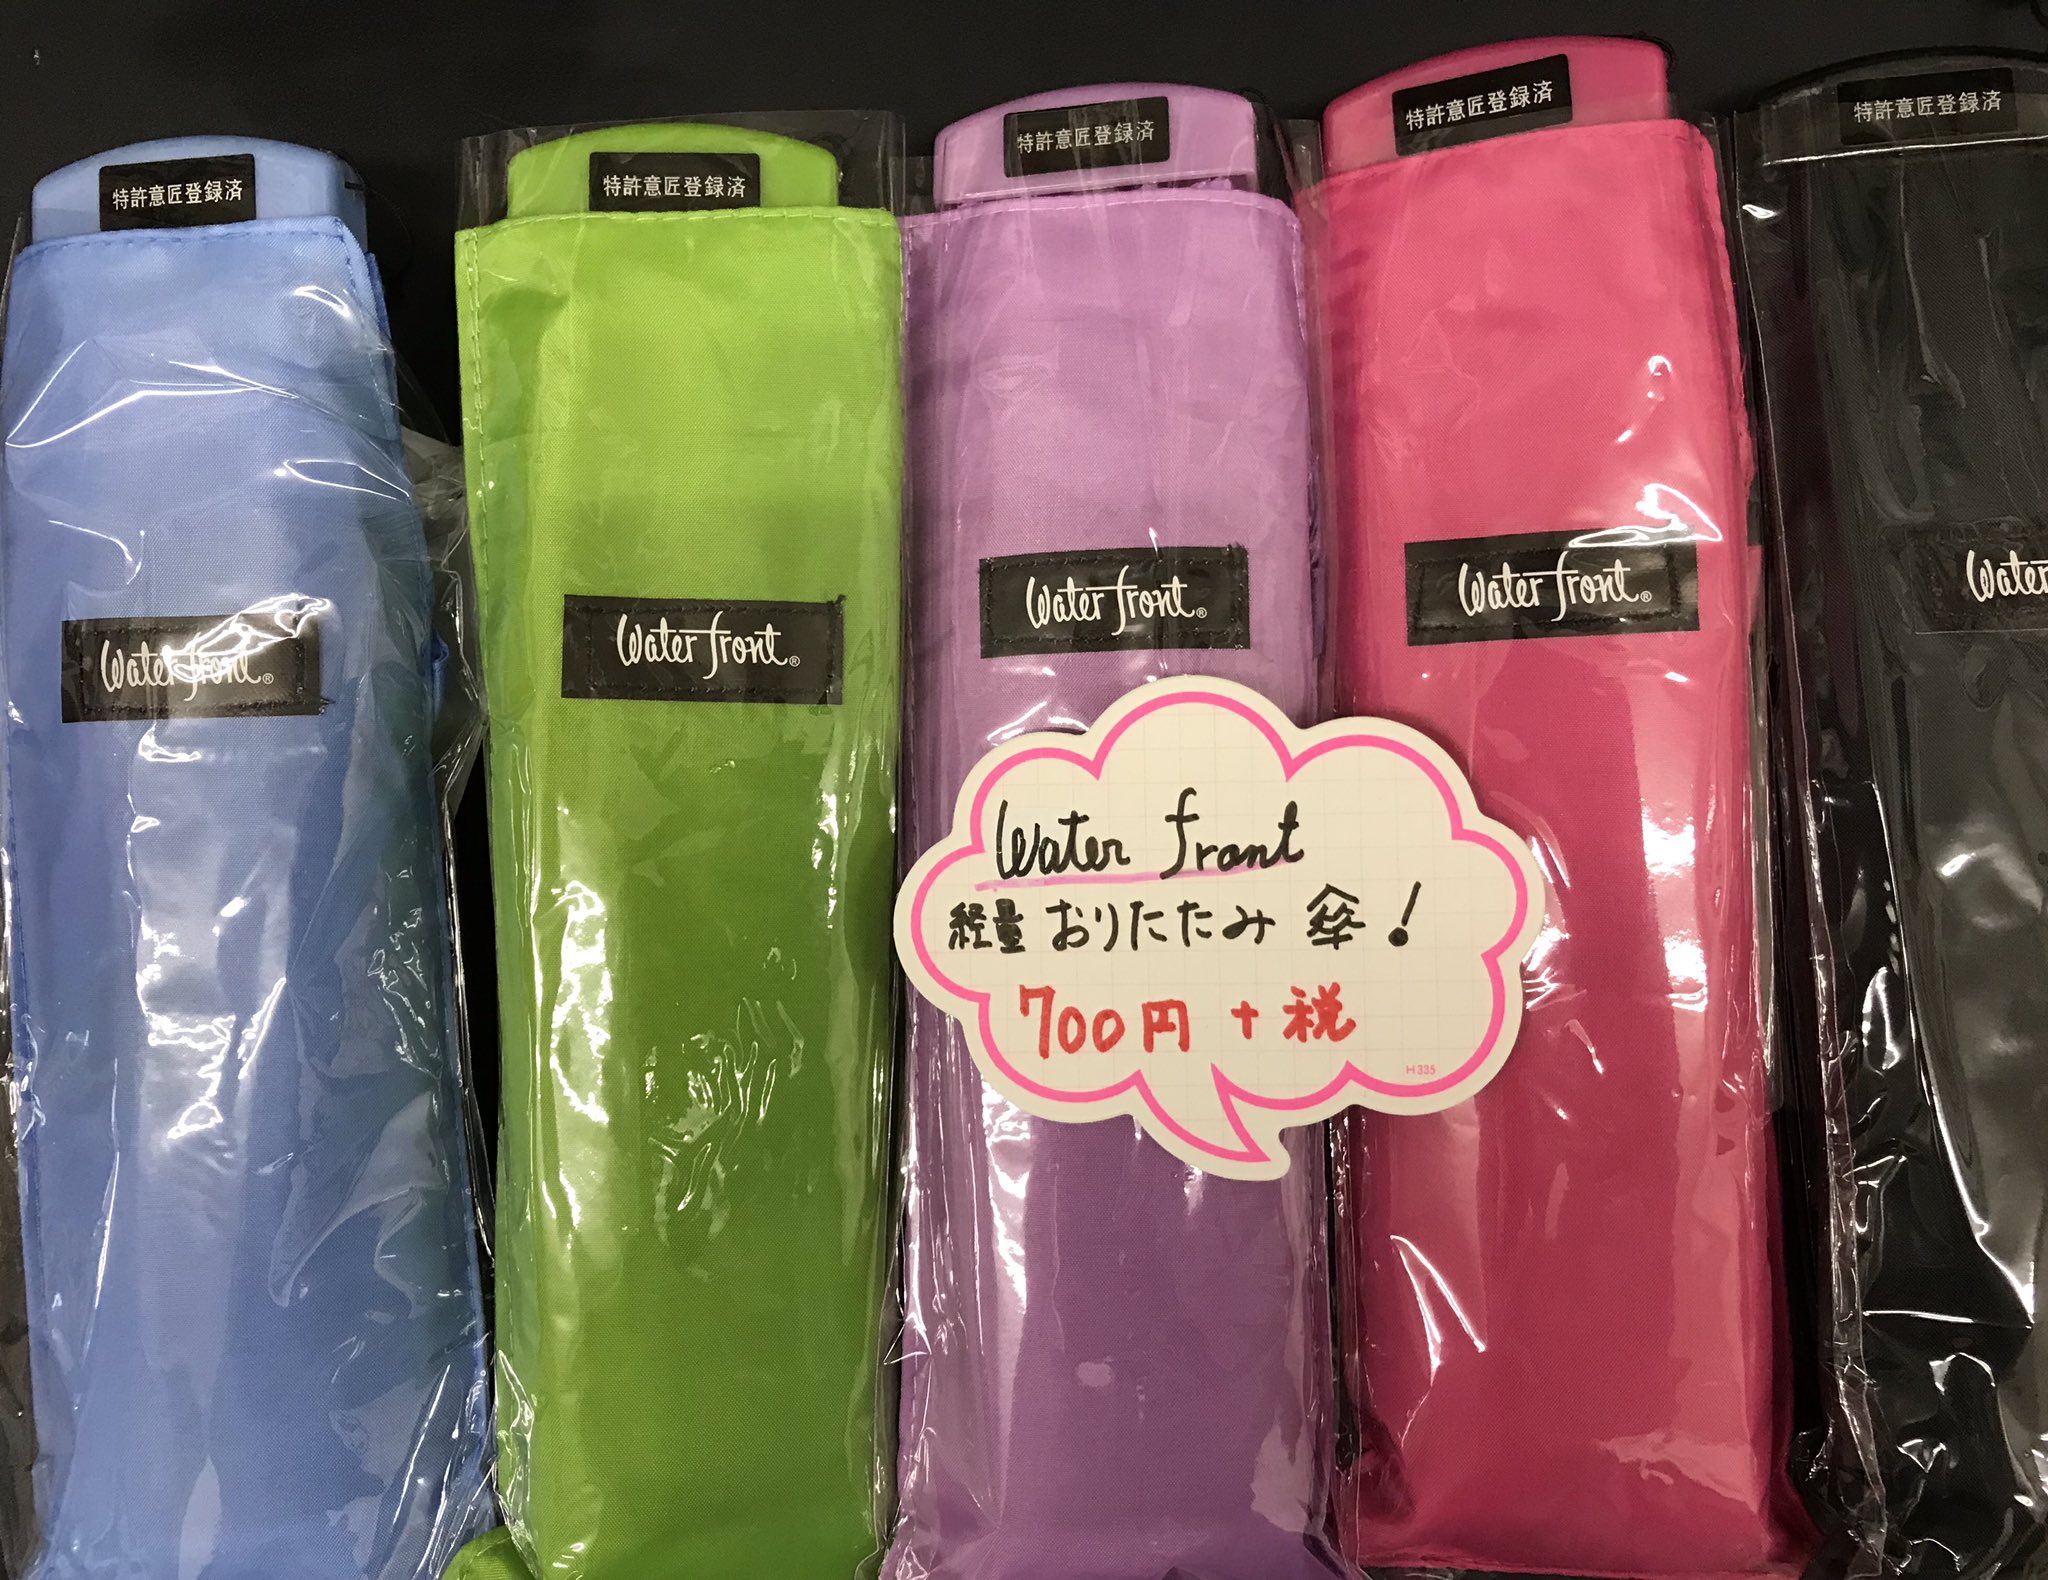 特許意匠登録済
特許意匠登録済
特許意匠登録済
特許意匠登録済
特許意匠登録済
Water front®
Water front®
Water front®
Water front®
Water
Water front
経量 おりたたみ 傘!
700円 + 税
H335